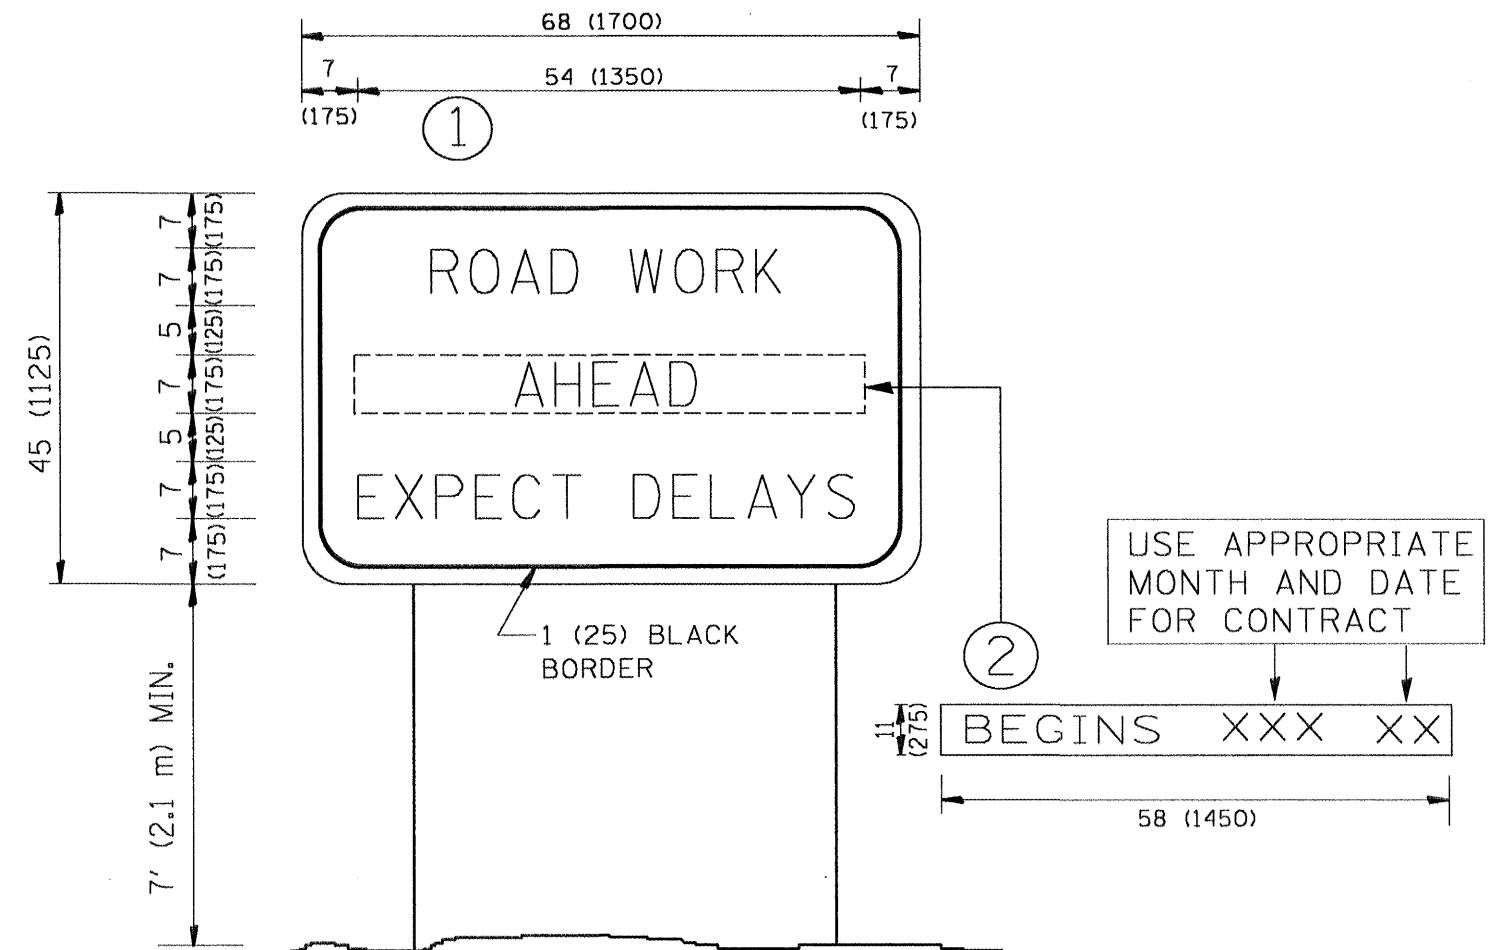 68 (1700)
7
54 (1350)
7
(175)
(175)
1
7 (175)
7 (175)
5 (125)
7 (175)
5 (125)
7 (175)
7 (175)
45 (1125)
ROAD WORK
AHEAD
EXPECT DELAYS
1 (25) BLACK
BORDER
7' (2.1 m) MIN.
USE APPROPRIATE
MONTH AND DATE
FOR CONTRACT
2
11
(275)
BEGINS XXX XX
58 (1450)